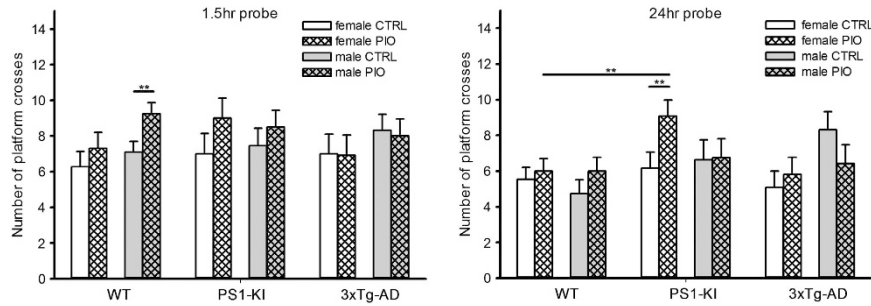 1.5hr probe
Number of platform crosses
14
12
10
8
6
4
2
0
female CTRL
female PIO
male CTRL
male PIO
**
WT
PS1-KI
3xTg-AD
24hr probe
Number of platform crosses
14
12
10
8
6
4
2
0
female CTRL
female PIO
male CTRL
male PIO
**
**
WT
PS1-KI
3xTg-AD